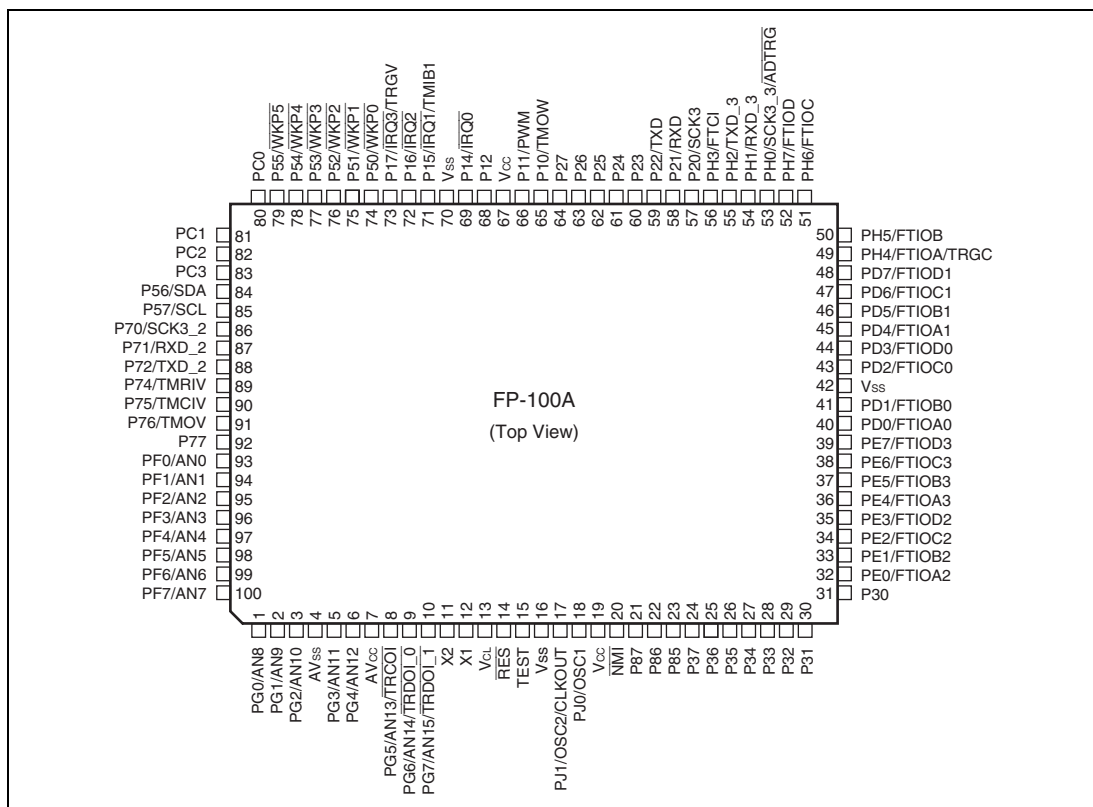 PC0
P55/WKP5
P54/WKP4
P53/WKP3
P52/WKP2
P51/WKP1
P50/WKP0
P17/IRQ3/TRGV
P16/IRQ2
P15/IRQ1/TMIB1
Vss
P14/IRQ0
P12
Vcc
P11/PWM
P10/TMOW
P27
P26
P25
P24
P23
P22/TXD
P21/RXD
P20/SCK3
PH3/FTCI
PH2/TXD_3
PH1/RXD_3
PH0/SCK3_3/ADTRG
PH7/FTIOD
PH6/FTIOC
80
79
78
77
76
75
74
73
72
71
70
69
68
67
66
65
64
63
62
61
60
59
58
57
56
55
54
53
52
51
PC1 81
PC2 82
PC3 83
P56/SDA 84
P57/SCL 85
P70/SCK3_2 86
P71/RXD_2 87
P72/TXD_2 88
P74/TMRIV 89
P75/TMCIV 90
P76/TMOV 91
P77 92
PF0/AN0 93
PF1/AN1 94
PF2/AN2 95
PF3/AN3 96
PF4/AN4 97
PF5/AN5 98
PF6/AN6 99
PF7/AN7 100
FP-100A
(Top View)
50 PH5/FTIOB
49 PH4/FTIOA/TRGC
48 PD7/FTIOD1
47 PD6/FTIOC1
46 PD5/FTIOB1
45 PD4/FTIOA1
44 PD3/FTIOD0
43 PD2/FTIOC0
42 Vss
41 PD1/FTIOB0
40 PD0/FTIOA0
39 PE7/FTIOD3
38 PE6/FTIOC3
37 PE5/FTIOB3
36 PE4/FTIOA3
35 PE3/FTIOD2
34 PE2/FTIOC2
33 PE1/FTIOB2
32 PE0/FTIOA2
31 P30
1
2
3
4
5
6
7
8
9
10
11
12
13
14
15
16
17
18
19
20
21
22
23
24
25
26
27
28
29
30
PG0/AN8
PG1/AN9
PG2/AN10
AVss
PG3/AN11
PG4/AN12
AVcc
PG5/AN13/TRCOI
PG6/AN14/TRDOI_0
PG7/AN15/TRDOI_1
X2
X1
VCL
RES
TEST
Vss
PJ1/OSC2/CLKOUT
PJ0/OSC1
Vcc
NMI
P87
P86
P85
P37
P36
P35
P34
P33
P32
P31